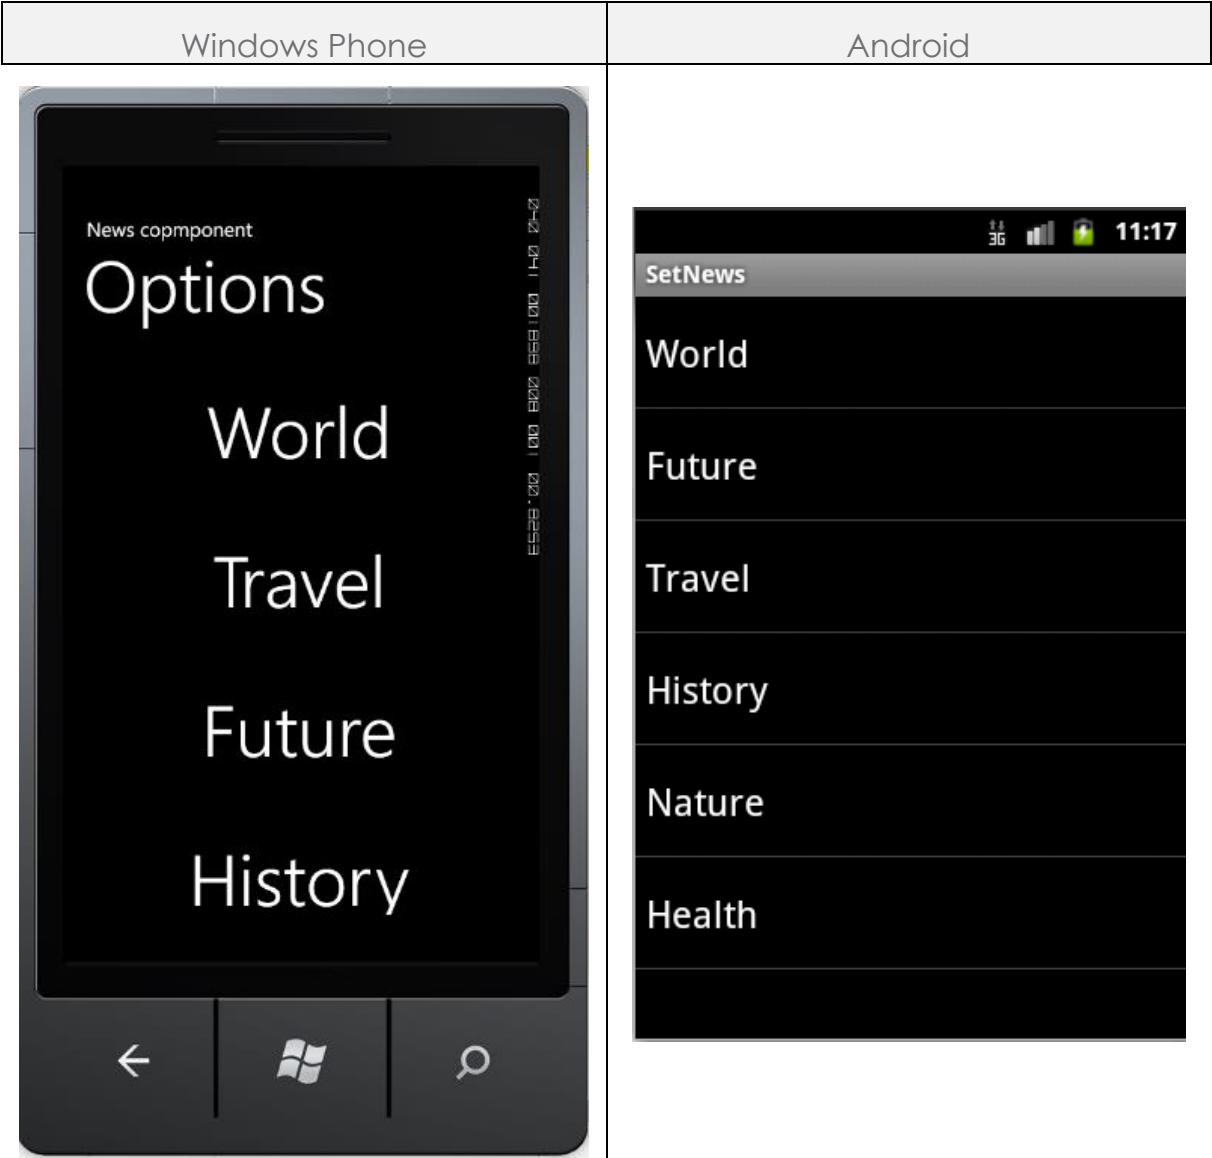 Windows Phone
Android
News copmponent
Options
World
Travel
Future
History
3G
11:17
SetNews
World
Future
Travel
History
Nature
Health